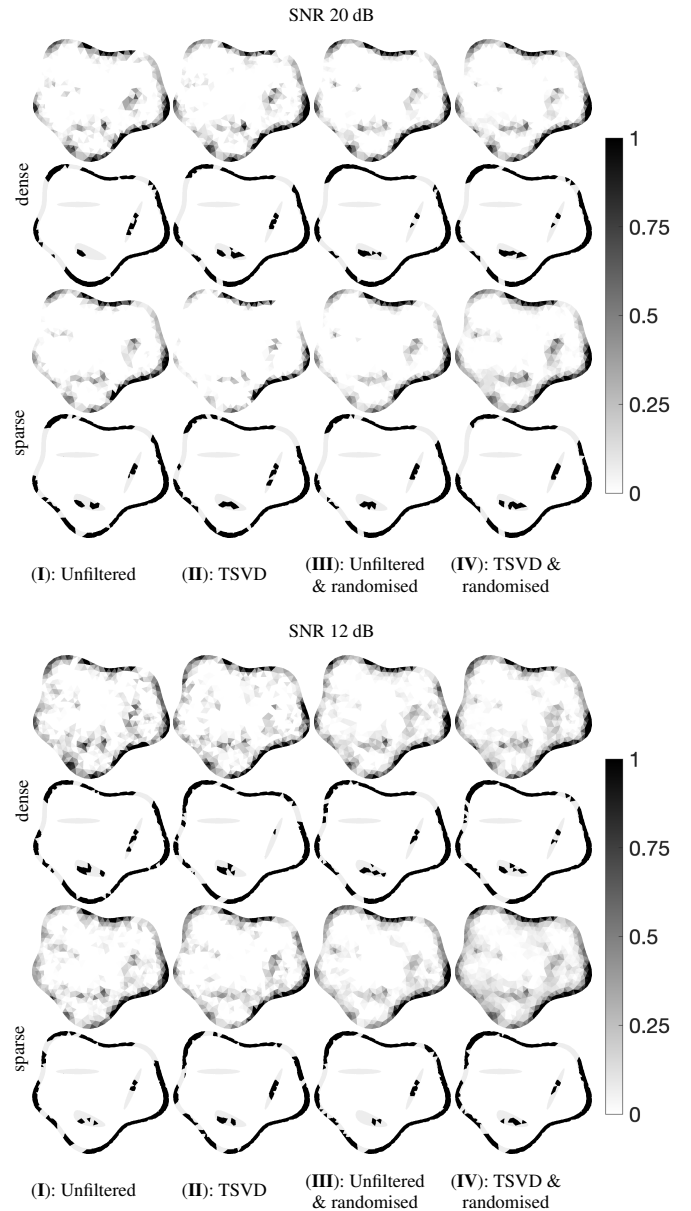 SNR 20 dB
dense
sparse
1
0.75
0.5
0.25
0
(I): Unfiltered
(II): TSVD
(III): Unfiltered
& randomised
(IV): TSVD &
randomised
SNR 12 dB
dense
sparse
1
0.75
0.5
0.25
0
(I): Unfiltered
(II): TSVD
(III): Unfiltered
& randomised
(IV): TSVD &
randomised